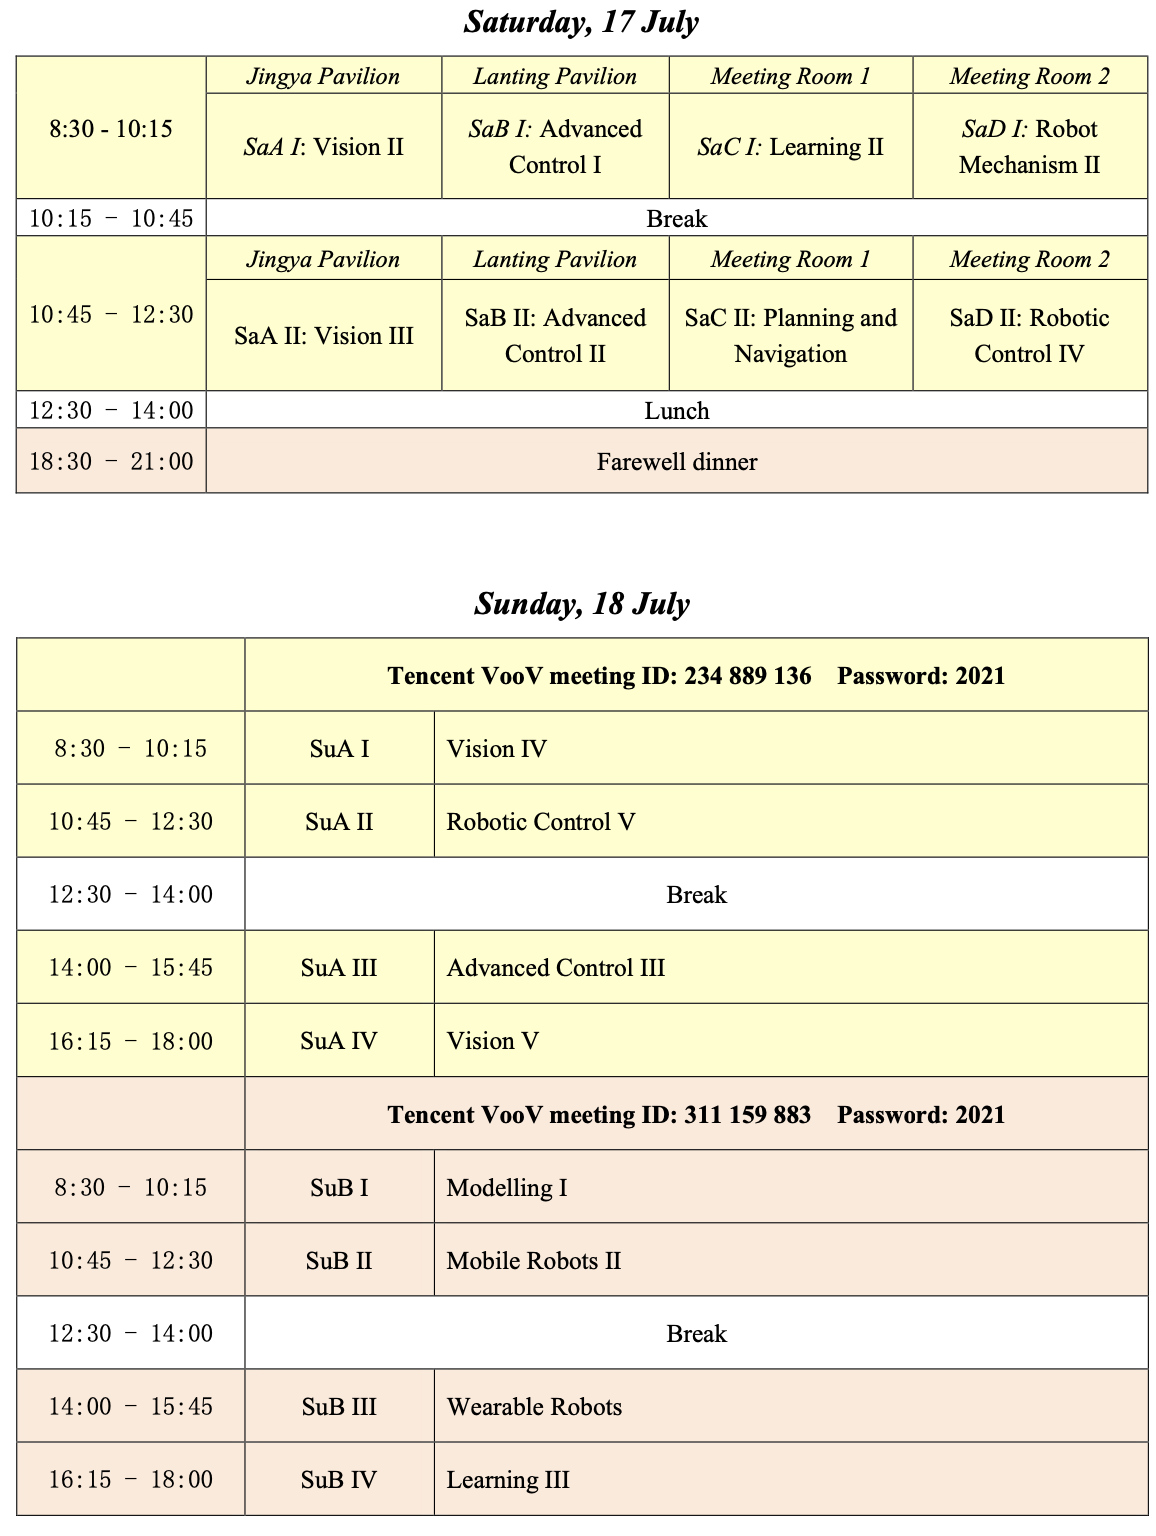 Saturday, 17 July
8:30 - 10:15
Jingya Pavilion
Lanting Pavilion
Meeting Room 1
Meeting Room 2
SaA I: Vision II
SaB I: Advanced
Control I
SaC I: Learning II
SaD I: Robot
Mechanism II
10:15 - 10:45
Break
10:45 - 12:30
Jingya Pavilion
Lanting Pavilion
Meeting Room 1
Meeting Room 2
SaA II: Vision III
SaB II: Advanced
Control II
SaC II: Planning and
Navigation
SaD II: Robotic
Control IV
12:30 - 14:00
Lunch
18:30 - 21:00
Farewell dinner
Sunday, 18 July
Tencent VooV meeting ID: 234 889 136 Password: 2021
8:30 - 10:15 SuA I Vision IV
10:45 - 12:30 SuA II Robotic Control V
12:30 - 14:00 Break
14:00 - 15:45 SuA III Advanced Control III
16:15 - 18:00 SuA IV Vision V
Tencent VooV meeting ID: 311 159 883 Password: 2021
8:30 - 10:15 SuB I Modelling I
10:45 - 12:30 SuB II Mobile Robots II
12:30 - 14:00 Break
14:00 - 15:45 SuB III Wearable Robots
16:15 - 18:00 SuB IV Learning III